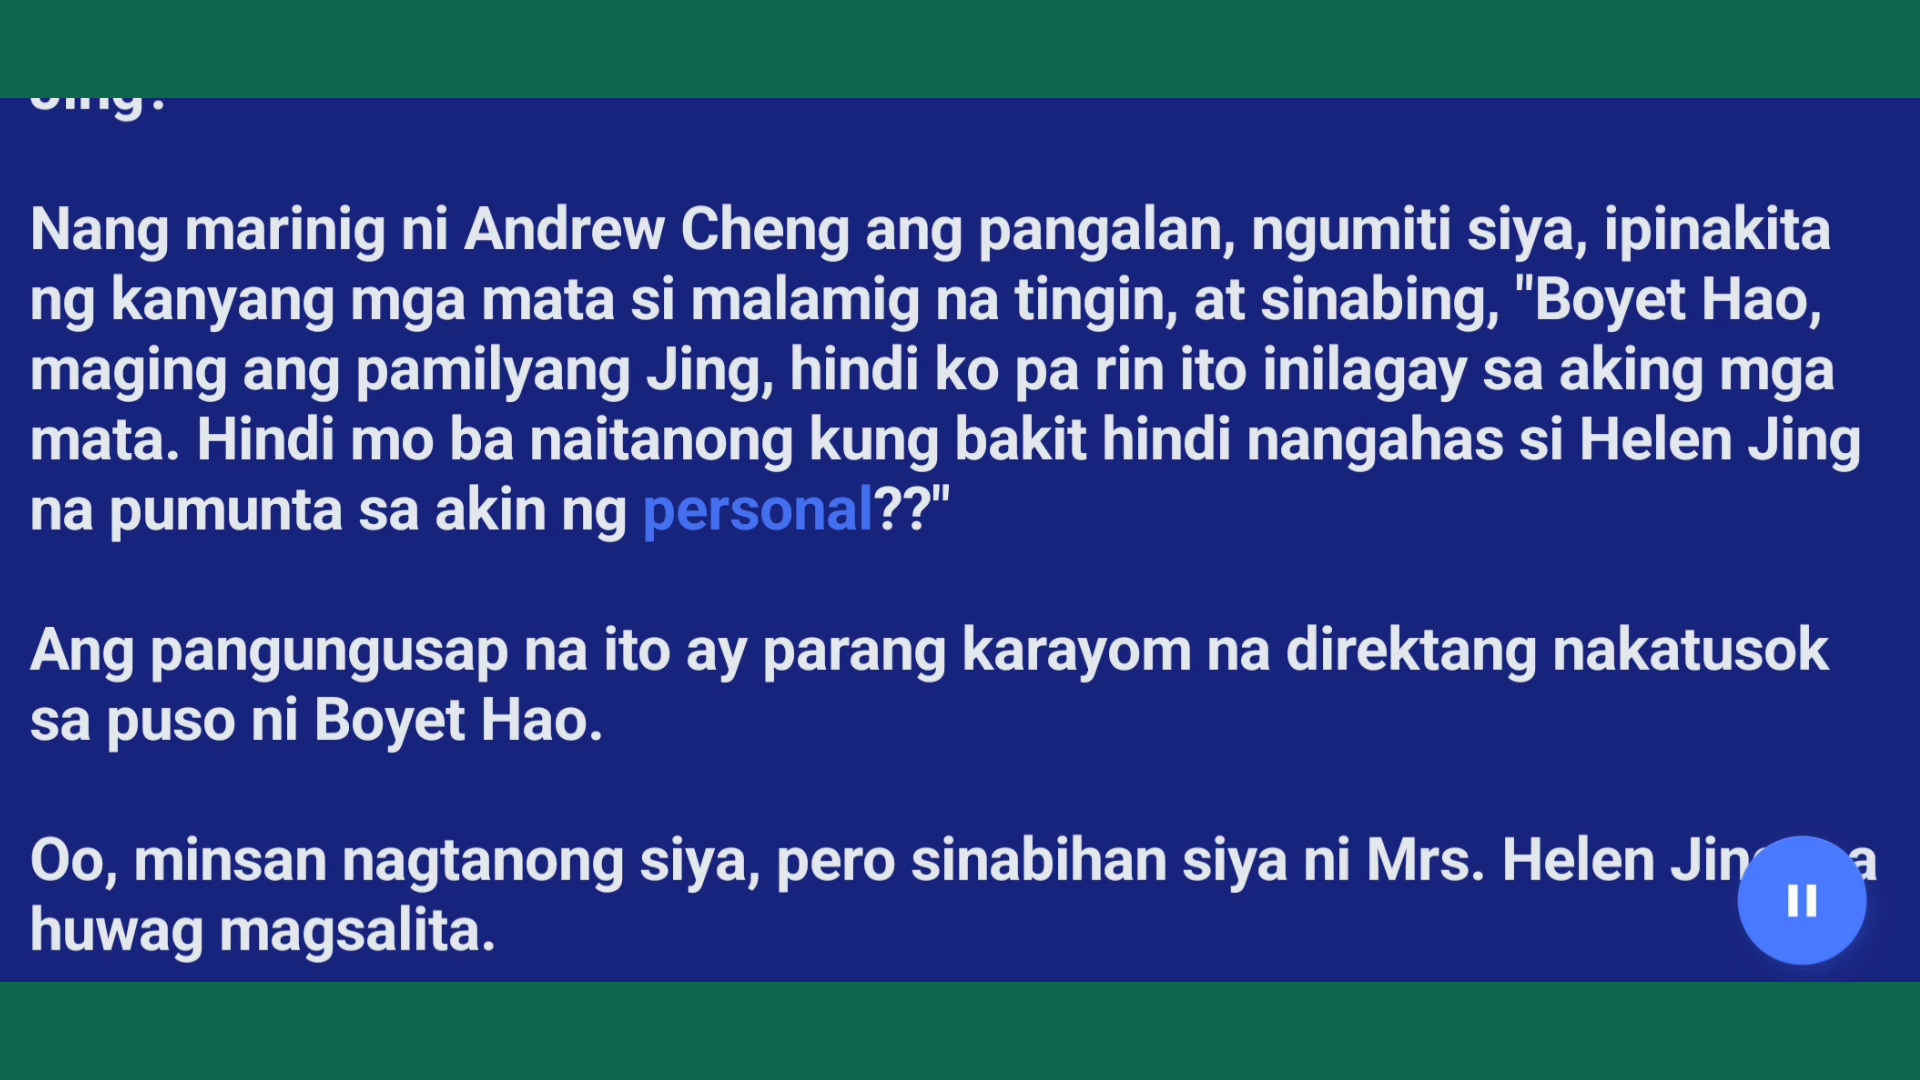 Nang marinig ni Andrew Cheng ang pangalan, ngumiti siya, ipinakita
ng kanyang mga mata si malamig na tingin, at sinabing, "Boyet Hao,
maging ang pamilyang Jing, hindi ko pa rin ito inilagay sa aking mga
mata. Hindi mo ba naitanong kung bakit hindi nangahas si Helen Jing
na pumunta sa akin ng personal??"
Ang pangungusap na ito ay parang karayom na direktang nakatusok
sa puso ni Boyet Hao.
Oo, minsan nagtanong siya, pero sinabihan siya ni Mrs. Helen
huwag magsalita.